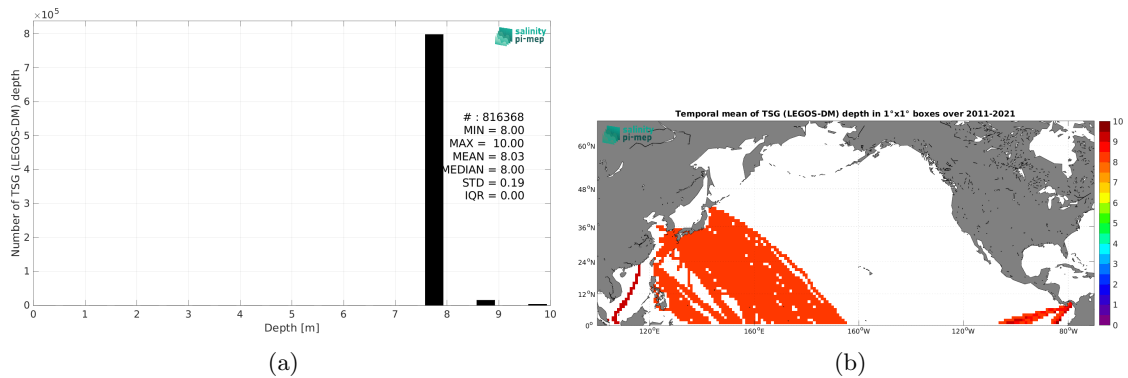 ×10⁵
8
7
6
5
4
3
2
1
0
Number of TSG (LEGOS-DM) depth
salinity
pi-mep
# : 816368
MIN = 8.00
MAX = 10.00
MEAN = 8.03
MEDIAN = 8.00
STD = 0.19
IQR = 0.00
0 1 2 3 4 5 6 7 8 9 10
Depth [m]
(a)
Temporal mean of TSG (LEGOS-DM) depth in 1°x1° boxes over 2011-2021
salinity
pi-mep
60°N
48°N
36°N
24°N
12°N
0°
120°E 160°E 160°W 120°W 80°W
10
9
8
7
6
5
4
3
2
1
0
(b)